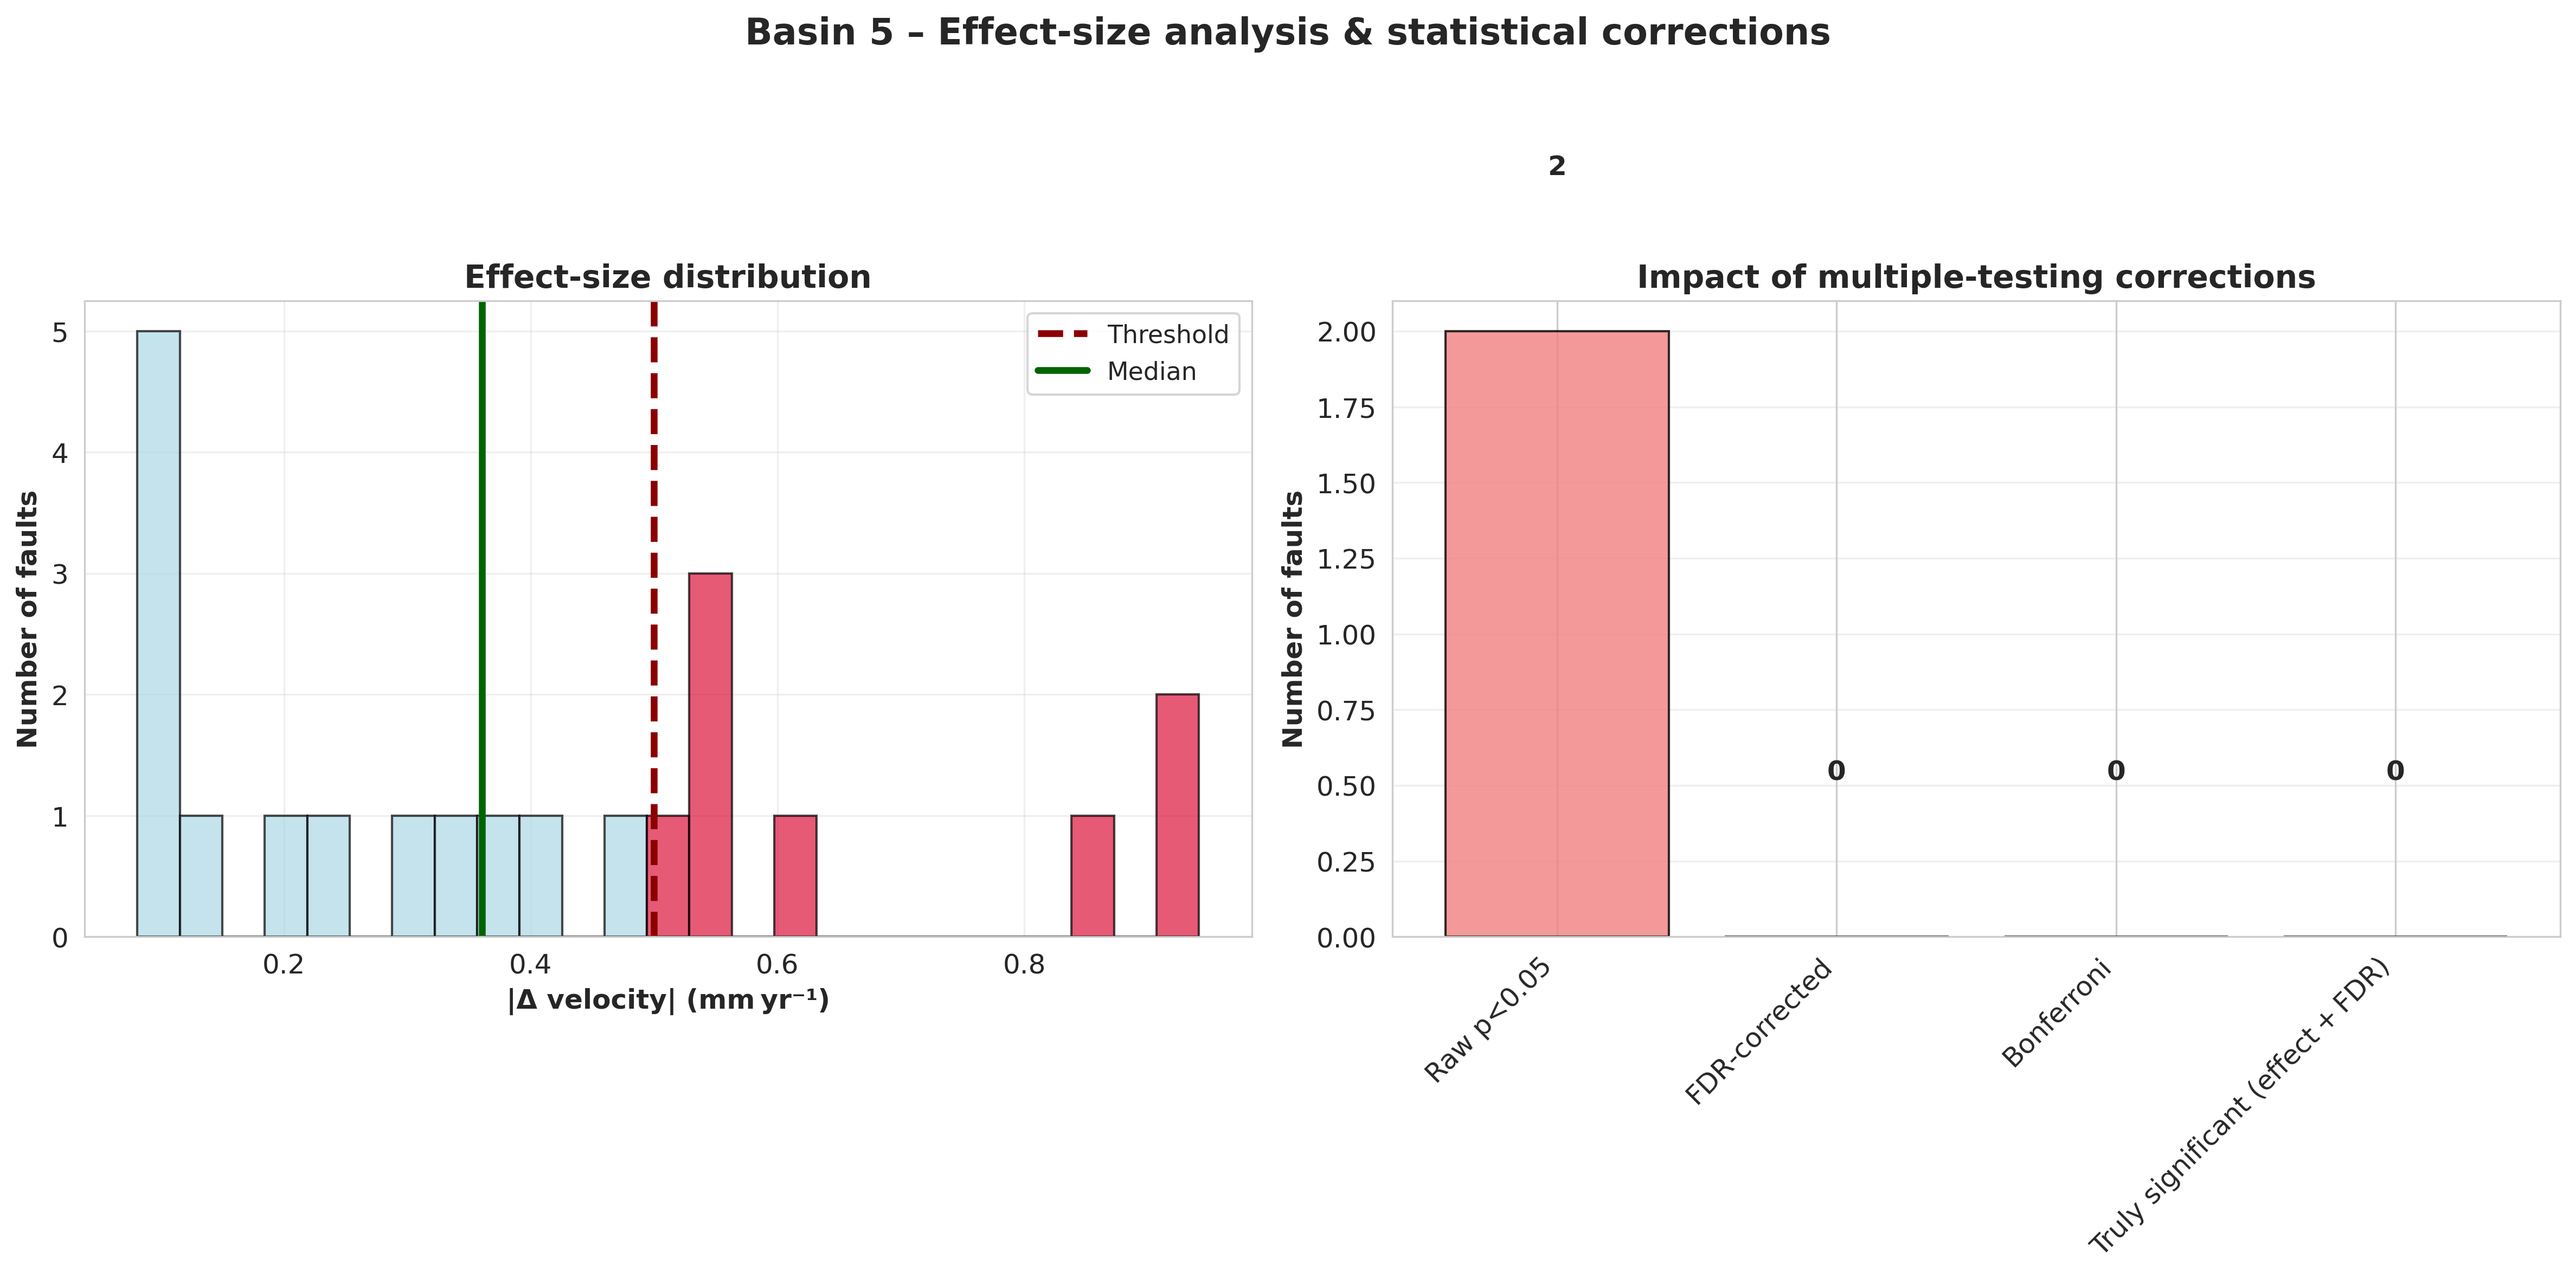 Basin 5 – Effect-size analysis & statistical corrections
Effect-size distribution
Number of faults
5
4
3
2
1
0
Threshold
Median
0.2
0.4
0.6
0.8
|Δ velocity| (mm yr⁻¹)
2
Impact of multiple-testing corrections
Number of faults
2.00
1.75
1.50
1.25
1.00
0.75
0.50
0.25
0.00
0
0
0
Raw p<0.05
FDR-corrected
Bonferroni
Truly significant (effect + FDR)